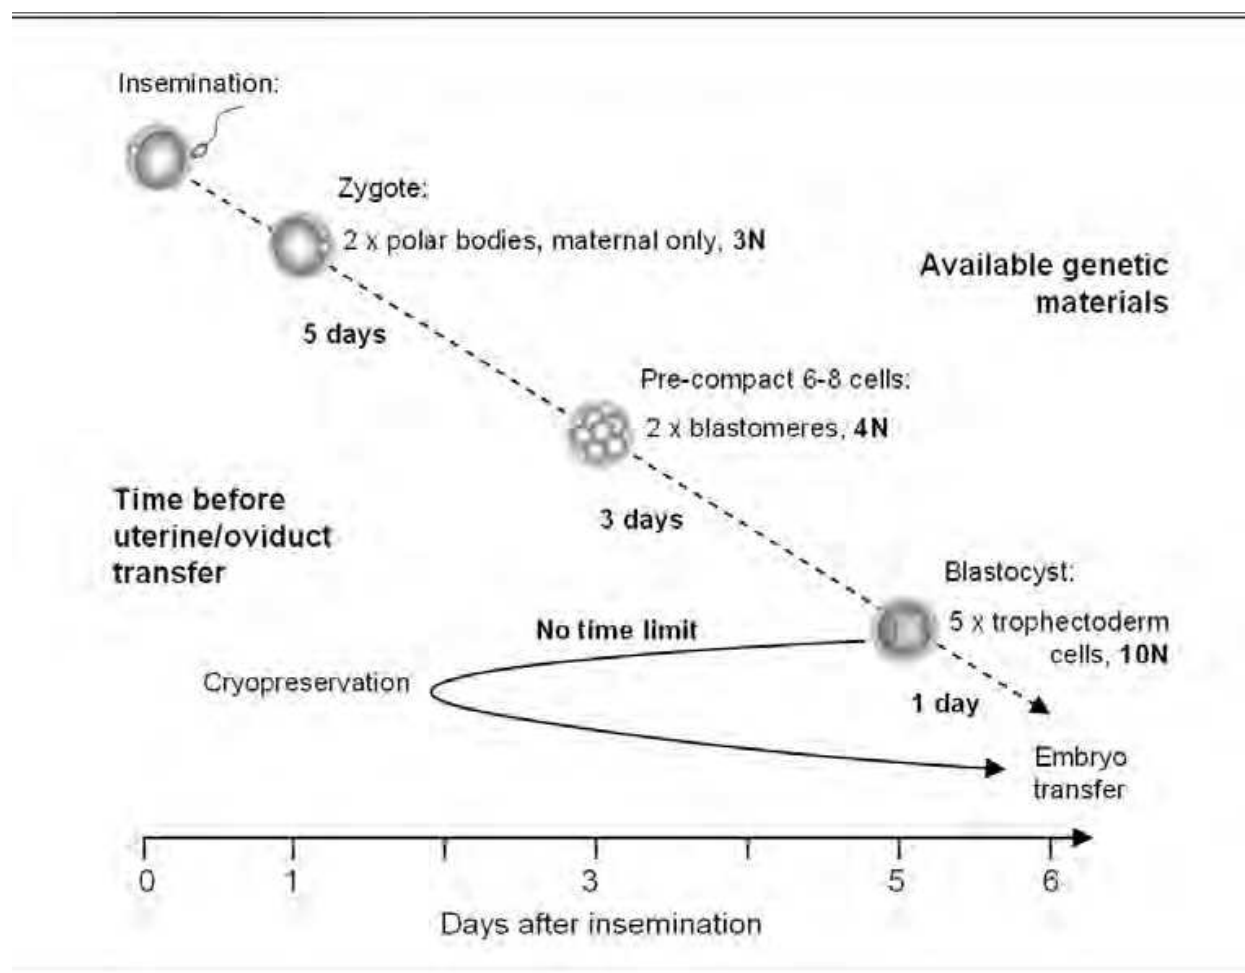 Insemination:
Zygote:
2 x polar bodies, maternal only, 3N
Available genetic
materials
5 days
Pre-compact 6-8 cells:
2 x blastomeres, 4N
Time before
uterine/oviduct
transfer
3 days
Blastocyst:
5 x trophectoderm
cells, 10N
No time limit
Cryopreservation
1 day
Embryo
transfer
0 1 3 5 6
Days after insemination